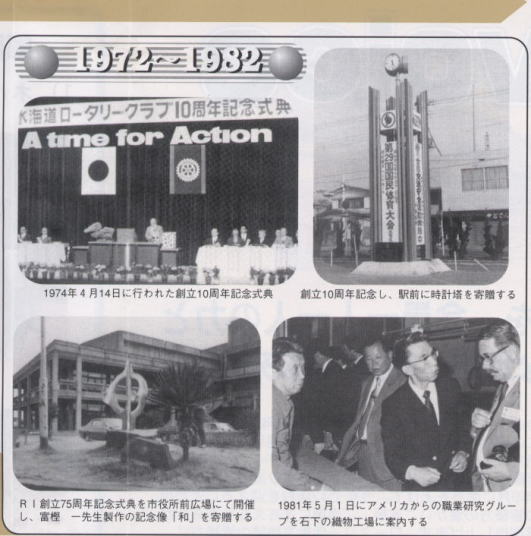 1972〜1982
水海道ロータリークラブ10周年記念式典
A time for Action
1974年4月14日に行われた創立10周年記念式典
第29回国民体育大会
創立10周年記念し、駅前に時計塔を寄贈する
RI創立75周年記念式典を市役所前広場にて開催
し、富樫 一先生製作の記念像「和」を寄贈する
1981年5月1日にアメリカからの職業研究グルー
プを石下の織物工場に案内する